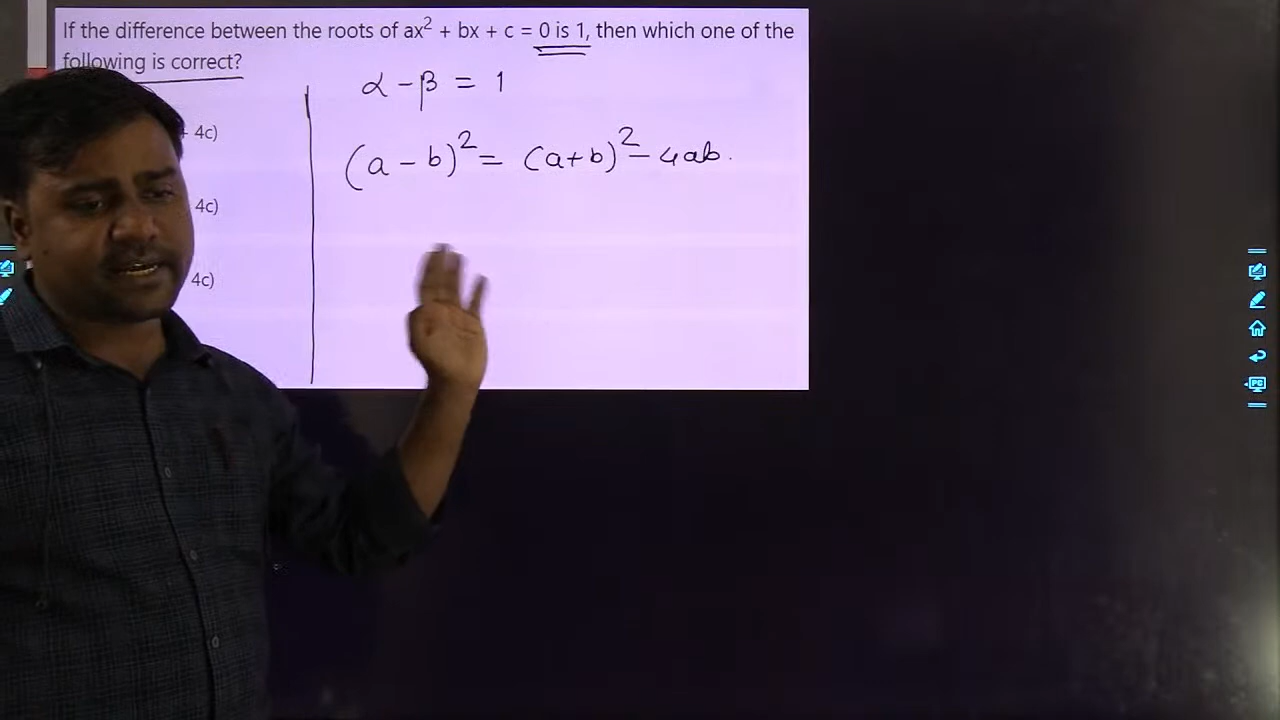 If the difference between the roots of ax² + bx + c = 0 is 1, then which one of the
following is correct?
α − β = 1
+ 4c)
(a − b)² = (a+b)² − 4ab.
4c)
4c)
PC